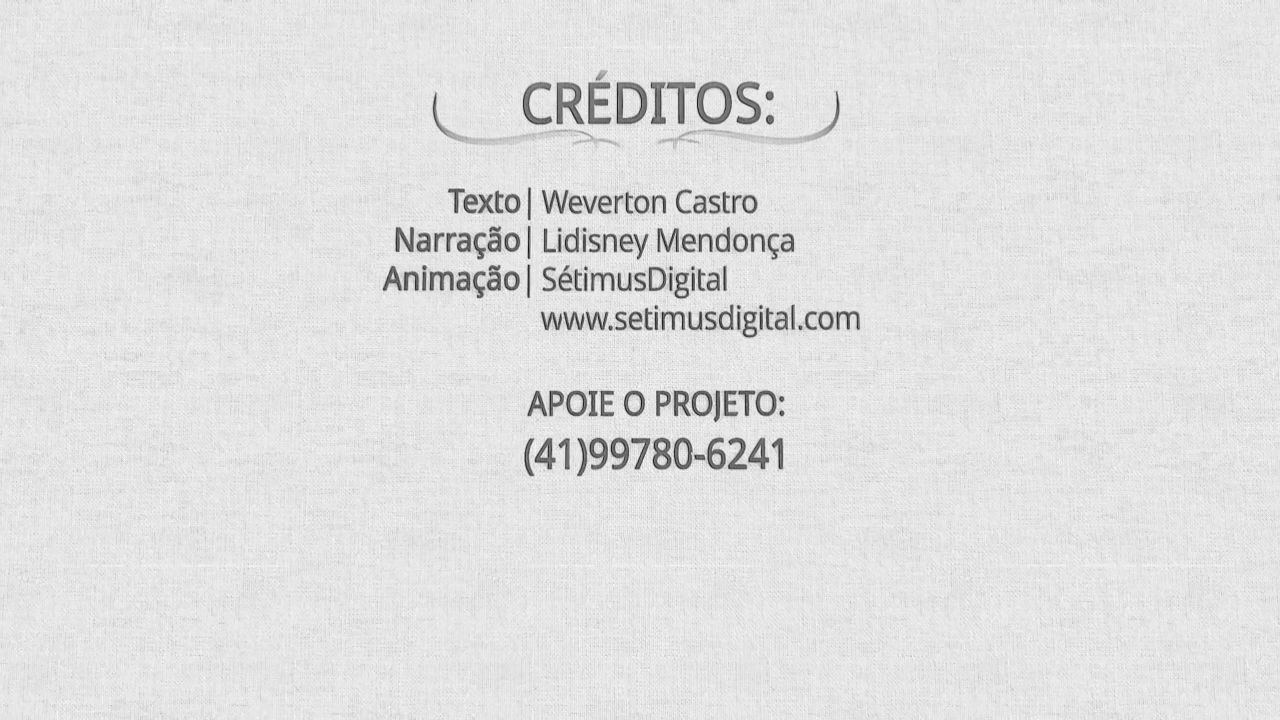 CRÉDITOS:
Texto| Weverton Castro
Narração| Lidisney Mendonça
Animação| SétimusDigital
www.setimusdigital.com
APOIE O PROJETO:
(41)99780-6241